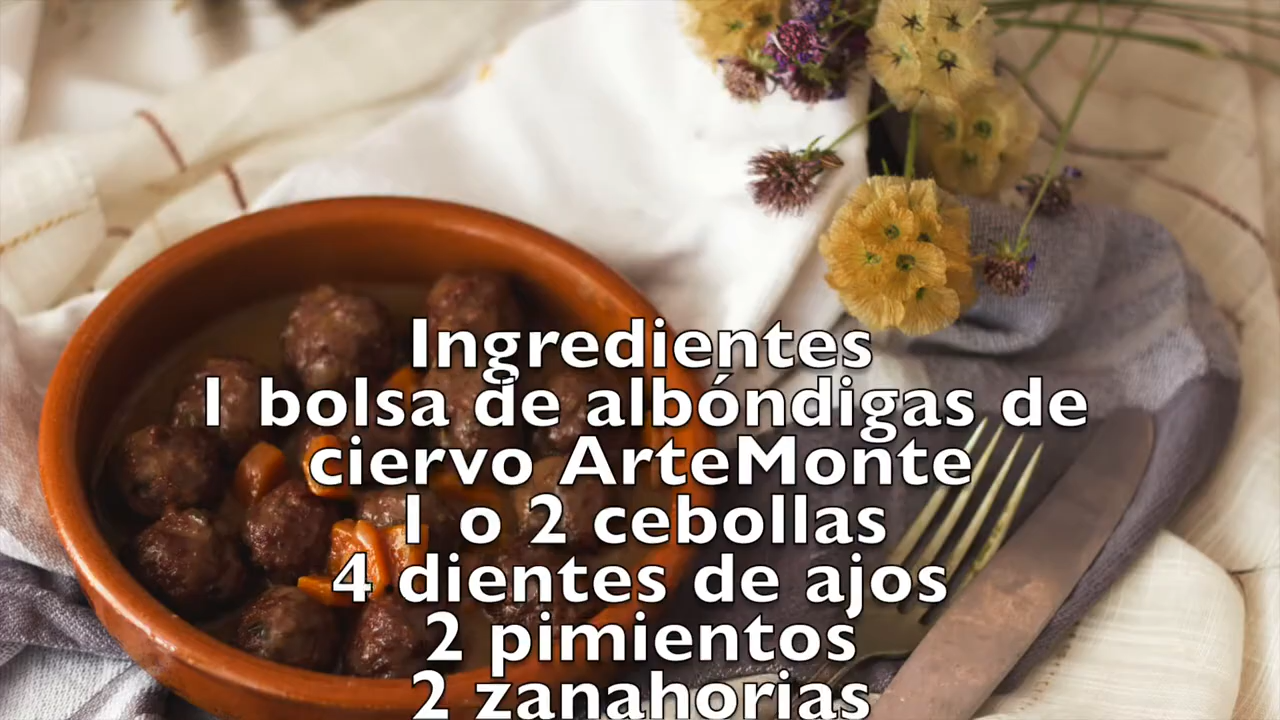 Ingredientes
1 bolsa de albóndigas de
ciervo ArteMonte
1 o 2 cebollas
4 dientes de ajos
2 pimientos
2 zanahorias